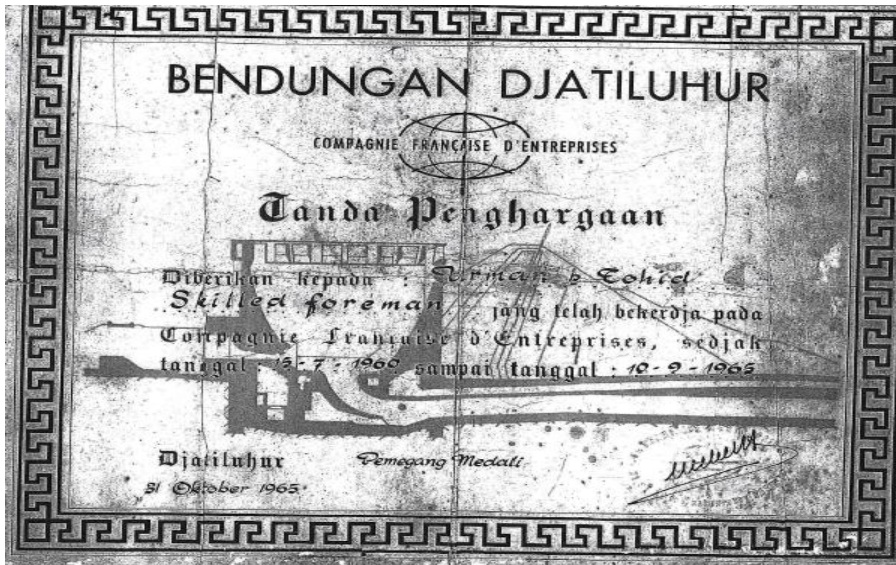 BENDUNGAN DJATILUHUR
COMPAGNIE FRANÇAISE D'ENTREPRISES
Tanda Penghargaan
Diberikan kepada : Urman b Tohid
Skilled foreman jang telah bekerdja pada
Compagnie Française d'Entreprises, sedjak
tanggal : 15-7-1960 sampai tanggal : 10-9-1965
Djatiluhur Pemegang Medali
31 Oktober 1965